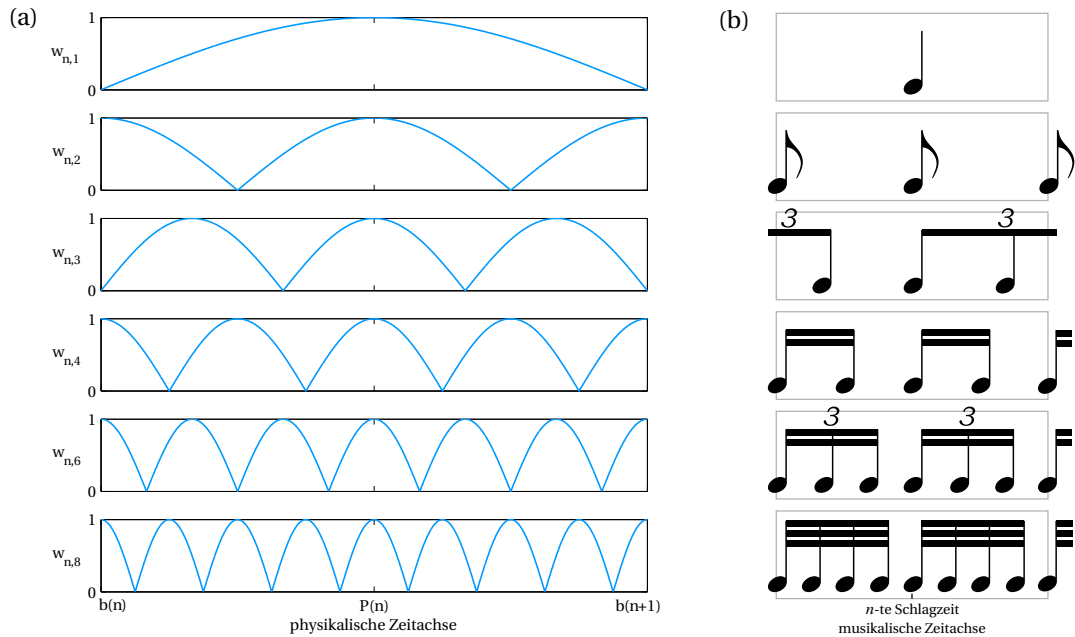 (a)
1
w_n,1
0
1
w_n,2
0
1
w_n,3
0
1
w_n,4
0
1
w_n,6
0
1
w_n,8
0
b(n) P(n) b(n+1)
physikalische Zeitachse
(b)
3 3
3 3
n-te Schlagzeit
musikalische Zeitachse